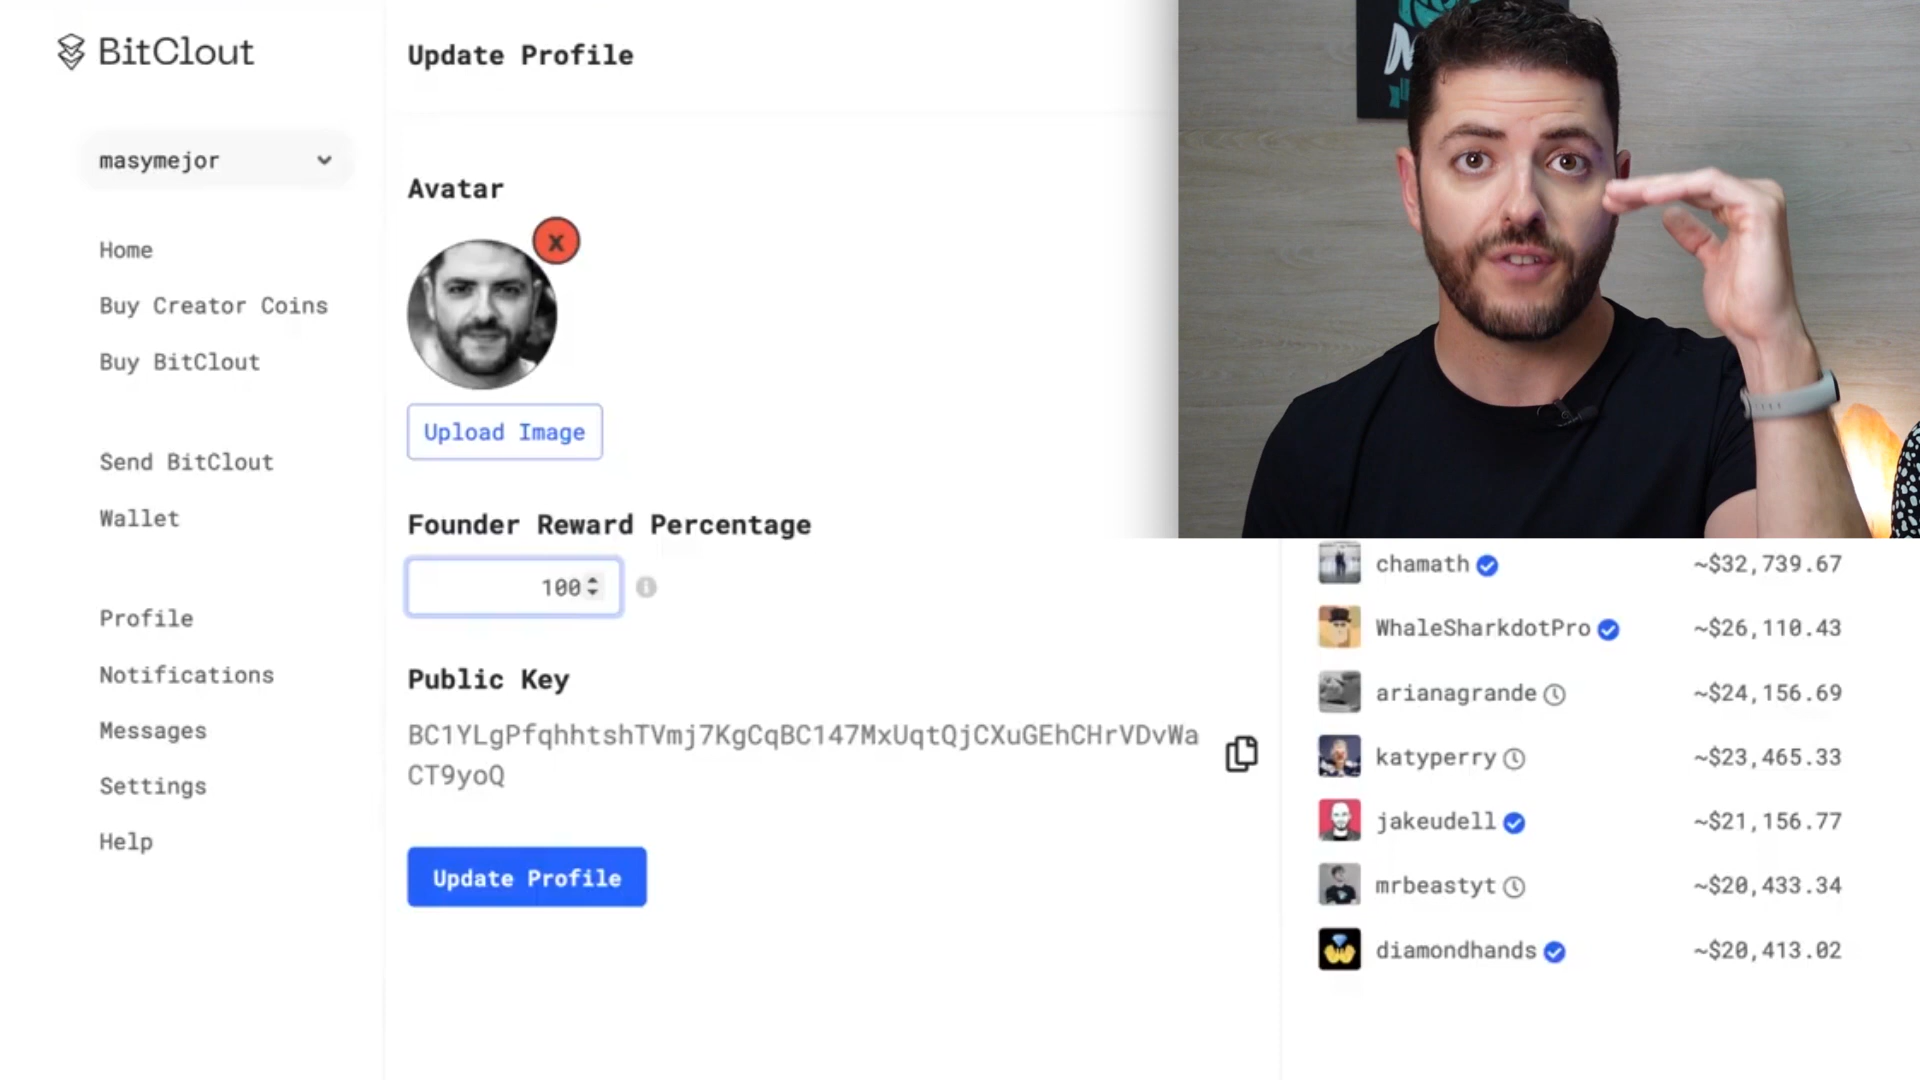 BitClout
masymejor
Home
Buy Creator Coins
Buy BitClout
Send BitClout
Wallet
Profile
Notifications
Messages
Settings
Help
Update Profile
Avatar
x
Upload Image
Founder Reward Percentage
100
Public Key
BC1YLgPfqhhtshTVmj7KgCqBC147MxUqtQjCXuGEhCHrVDvWa
CT9yoQ
Update Profile
chamath ~$32,739.67
WhaleSharkdotPro ~$26,110.43
arianagrande ~$24,156.69
katyperry ~$23,465.33
jakeudell ~$21,156.77
mrbeastyt ~$20,433.34
diamondhands ~$20,413.02